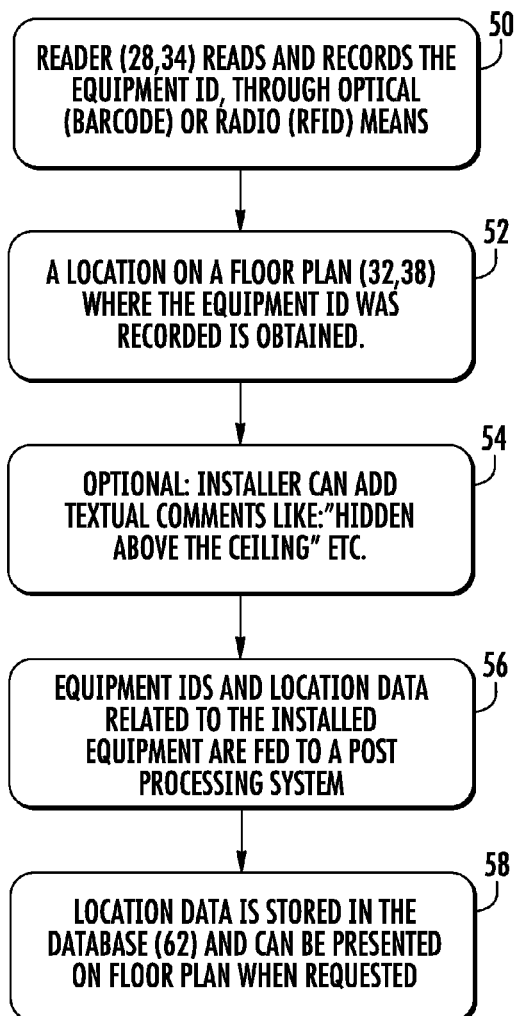 50
READER (28,34) READS AND RECORDS THE
EQUIPMENT ID, THROUGH OPTICAL
(BARCODE) OR RADIO (RFID) MEANS
52
A LOCATION ON A FLOOR PLAN (32,38)
WHERE THE EQUIPMENT ID WAS
RECORDED IS OBTAINED.
54
OPTIONAL: INSTALLER CAN ADD
TEXTUAL COMMENTS LIKE:"HIDDEN
ABOVE THE CEILING" ETC.
56
EQUIPMENT IDS AND LOCATION DATA
RELATED TO THE INSTALLED
EQUIPMENT ARE FED TO A POST
PROCESSING SYSTEM
58
LOCATION DATA IS STORED IN THE
DATABASE (62) AND CAN BE PRESENTED
ON FLOOR PLAN WHEN REQUESTED